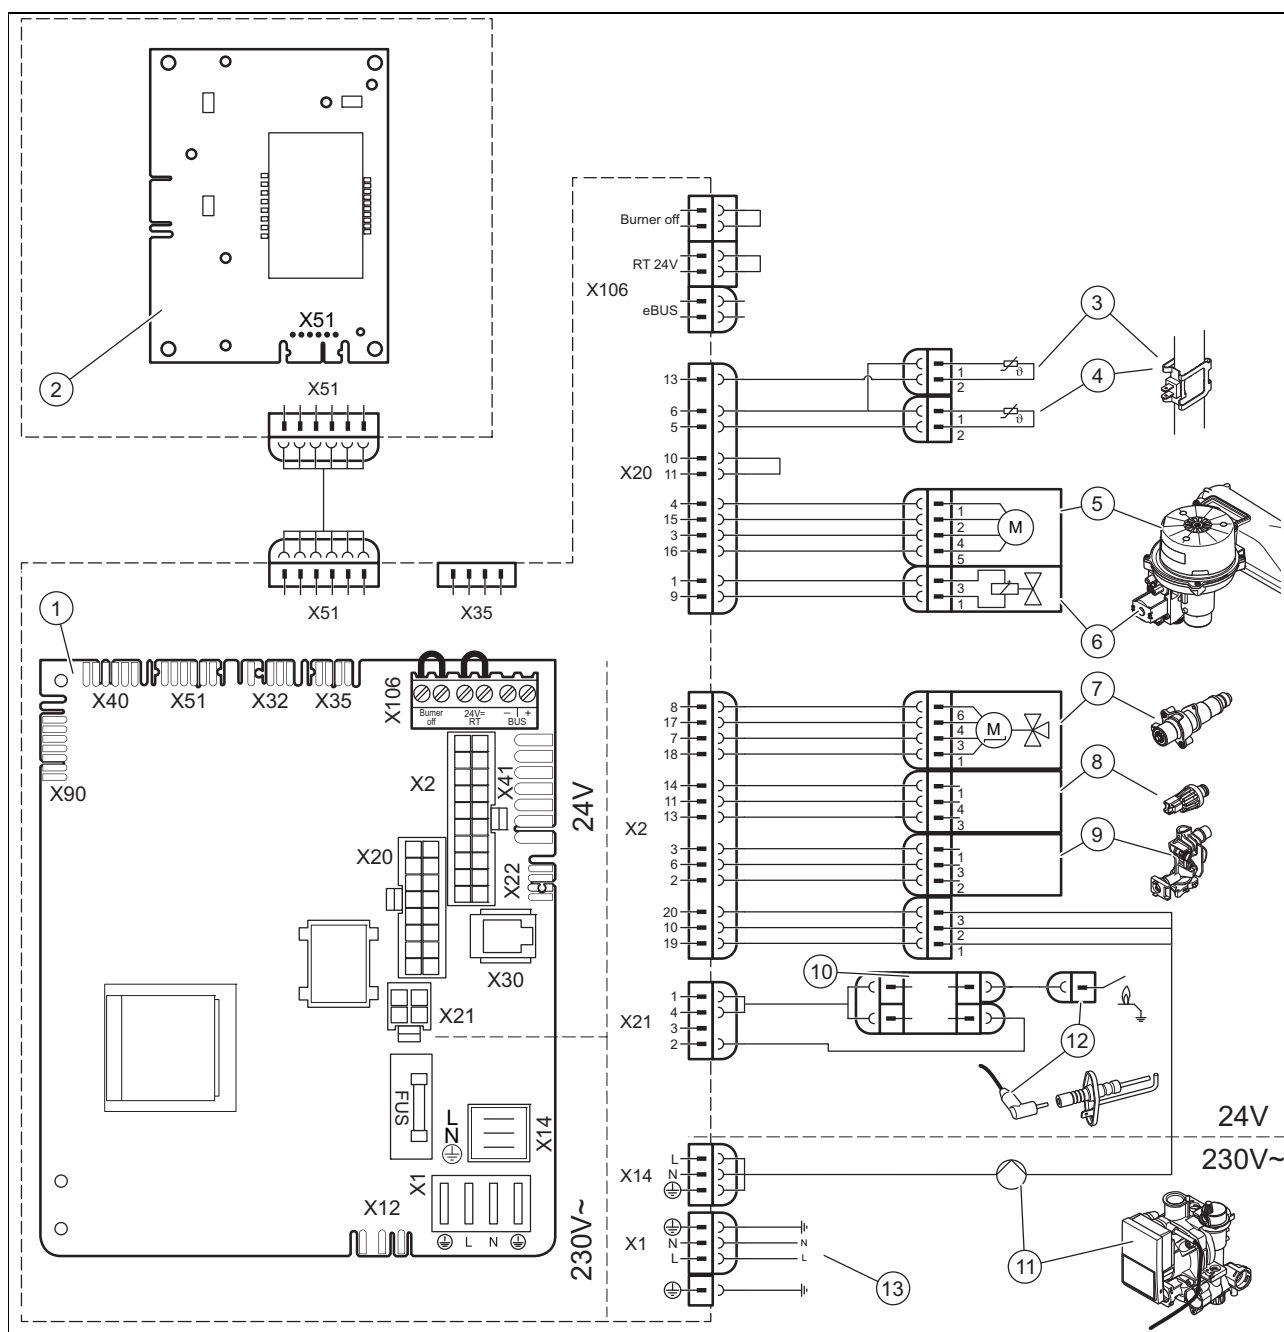 X51
2
X51
X51
X35
1
X40
X51
X32
X35
X106
Burner off
24V= RT
– | + BUS
X90
X2
X41
X20
X22
X30
X21
24V
FUS
L
N
X14
X1
X12
L
N
230V~
X106
Burner off
RT 24V
eBUS
X20
13
6
5
10
11
4
15
3
16
1
9
1
2
1
2
1
2
4
5
M
3
1
ϑ
ϑ
3
4
5
6
X2
8
17
7
18
14
11
13
3
6
2
20
10
19
6
4
3
1
M
1
4
3
1
3
2
3
2
1
7
8
9
X21
1
4
3
2
10
12
24V
230V~
X14
L
N
X1
N
L
N
L
13
11